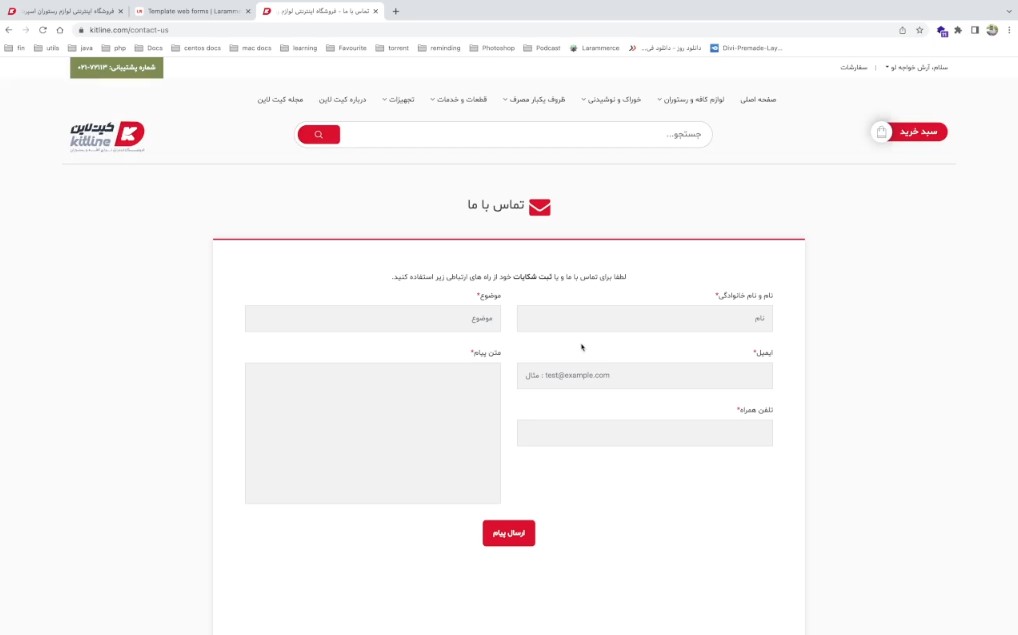 تماس با ما - فروشگاه اینترنتی لوازم
Template web forms | Laramm
فروشگاه اینترنتی لوازم رستوران اسپر
kitline.com/contact-us
fin utils java php Docs centos docs mac docs learning Favourite torrent reminding Photoshop Podcast Larammerce دانلود روز - دانلود فی... Divi-Premade-Lay...
سلام، آرش خواجه لو | سفارشات
شماره پشتیبانی: ۷۲۱۱۳-۰۲۱
صفحه اصلی لوازم کافه و رستوران خوراک و نوشیدنی ظروف یکبار مصرف قطعات و خدمات تجهیزات درباره کیت لاین مجله کیت لاین
سبد خرید
جستجو...
کیت لاین
kitline
تماس با ما
لطفا برای تماس با ما و یا ثبت شکایات خود از راه های ارتباطی زیر استفاده کنید.
نام و نام خانوادگی*
نام
موضوع*
موضوع
ایمیل*
مثال : test@example.com
متن پیام*
تلفن همراه*
ارسال پیام